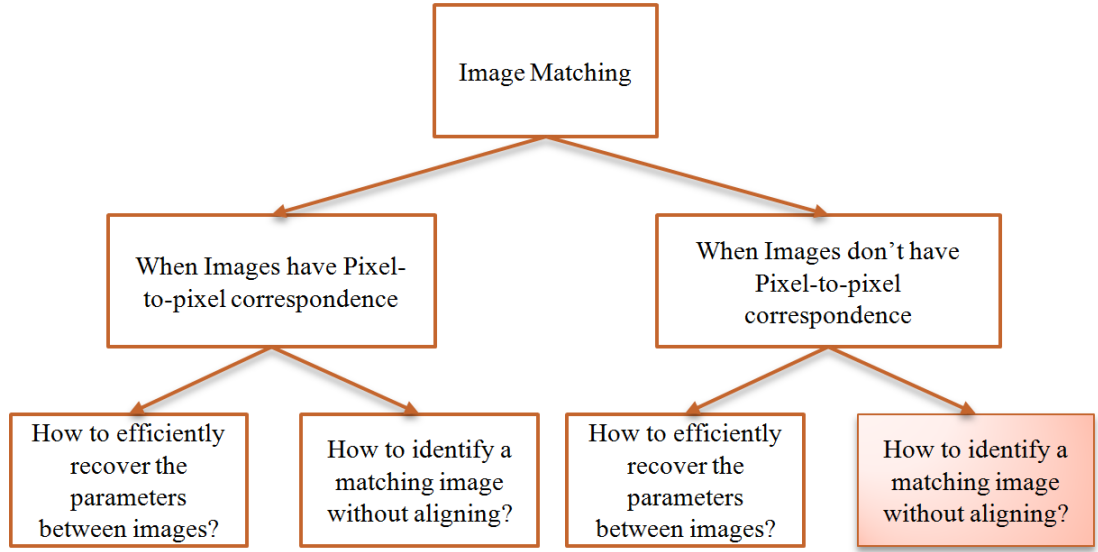 Image Matching
When Images have Pixel-
to-pixel correspondence
When Images don’t have
Pixel-to-pixel
correspondence
How to efficiently
recover the
parameters
between images?
How to identify a
matching image
without aligning?
How to efficiently
recover the
parameters
between images?
How to identify a
matching image
without aligning?